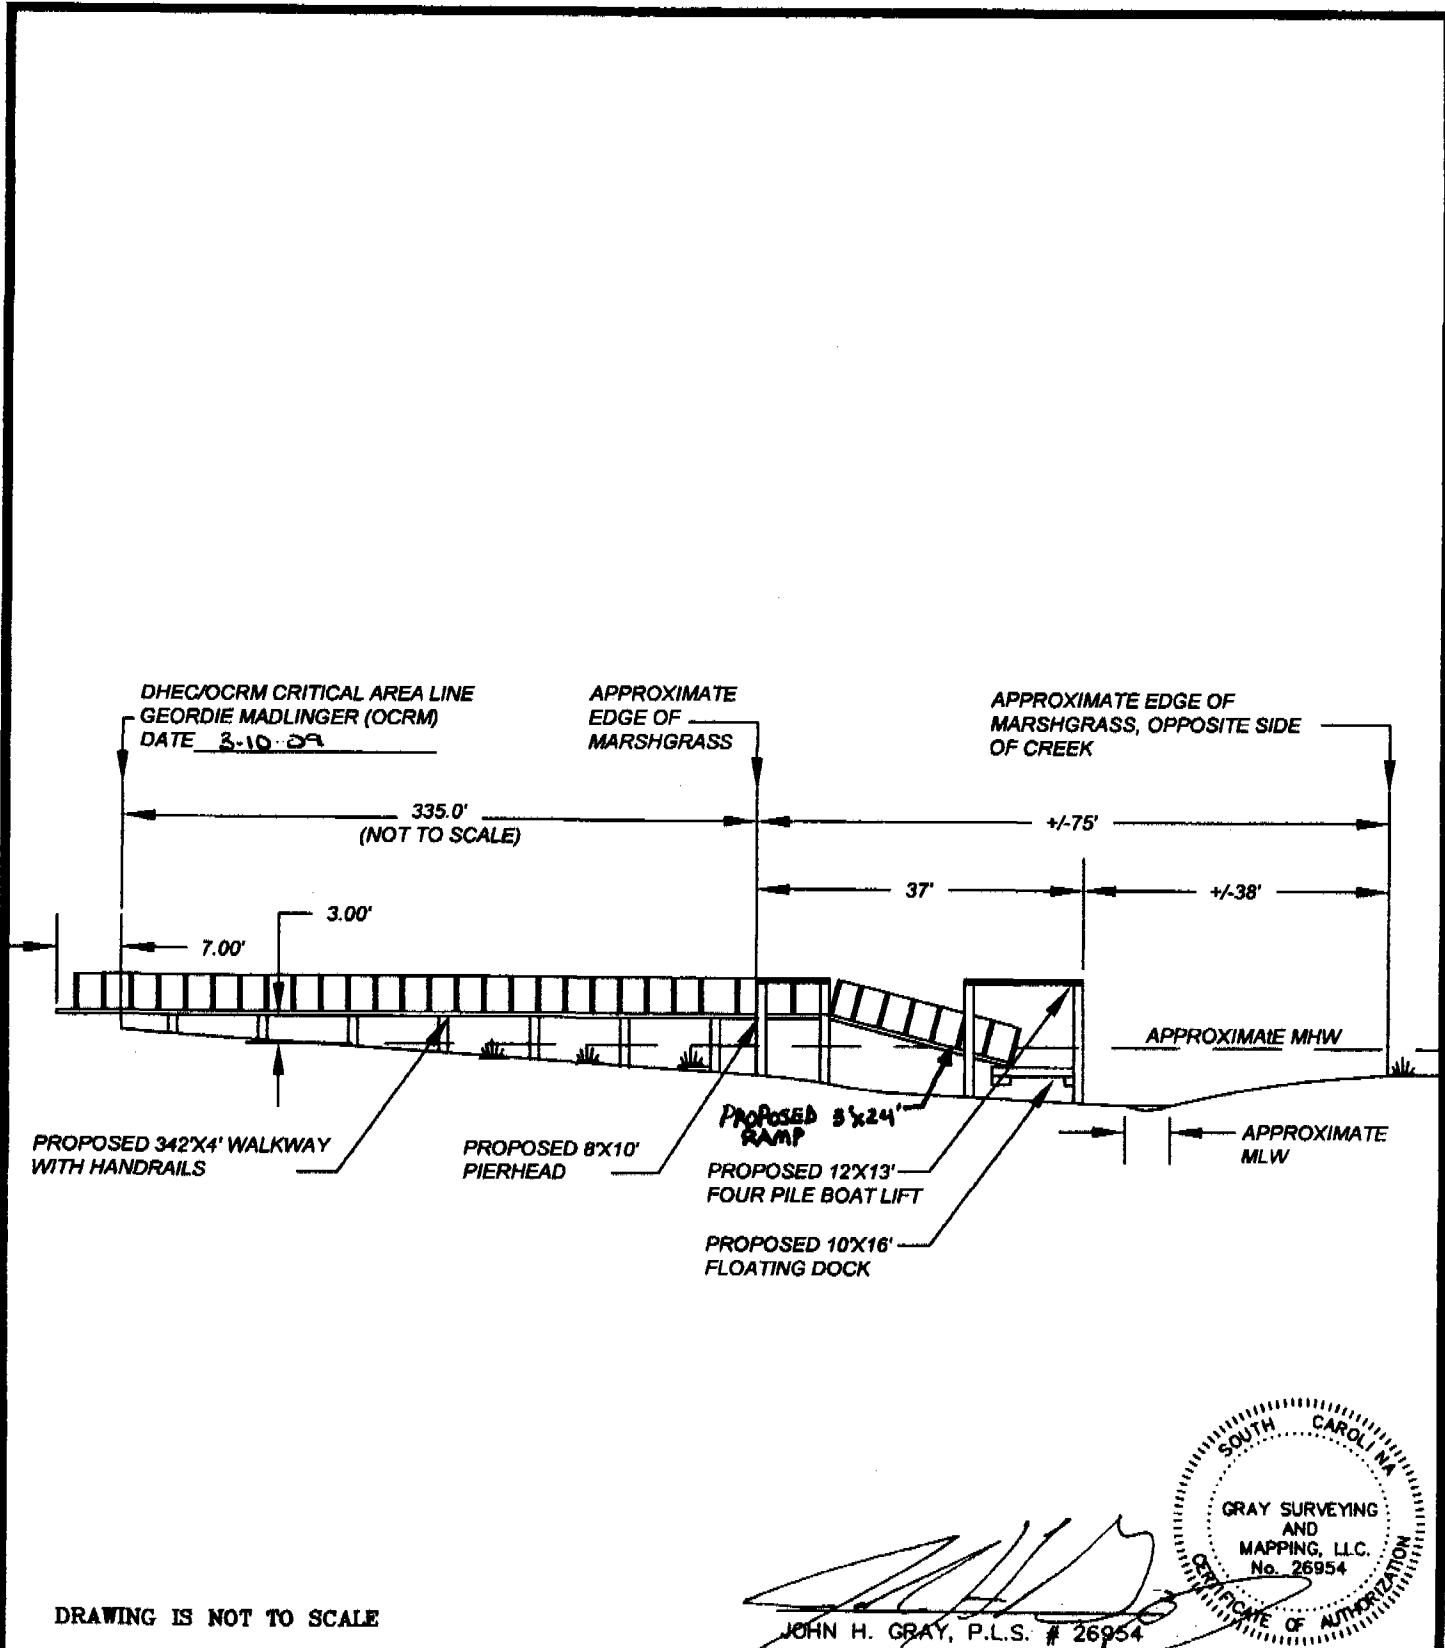 DHEC/OCRM CRITICAL AREA LINE
GEORDIE MADLINGER (OCRM)
DATE 3-10-09
APPROXIMATE
EDGE OF
MARSHGRASS
APPROXIMATE EDGE OF
MARSHGRASS, OPPOSITE SIDE
OF CREEK
335.0'
(NOT TO SCALE)
+/-75'
37'
+/-38'
3.00'
7.00'
APPROXIMATE MHW
PROPOSED 342'X4' WALKWAY
WITH HANDRAILS
PROPOSED 8'X10'
PIERHEAD
PROPOSED 3'x24'
RAMP
PROPOSED 12'X13'
FOUR PILE BOAT LIFT
PROPOSED 10'X16'
FLOATING DOCK
APPROXIMATE
MLW
SOUTH CAROLINA
GRAY SURVEYING
AND
MAPPING, LLC.
No. 26954
CERTIFICATE OF AUTHORIZATION
DRAWING IS NOT TO SCALE
JOHN H. GRAY, P.L.S. # 26954